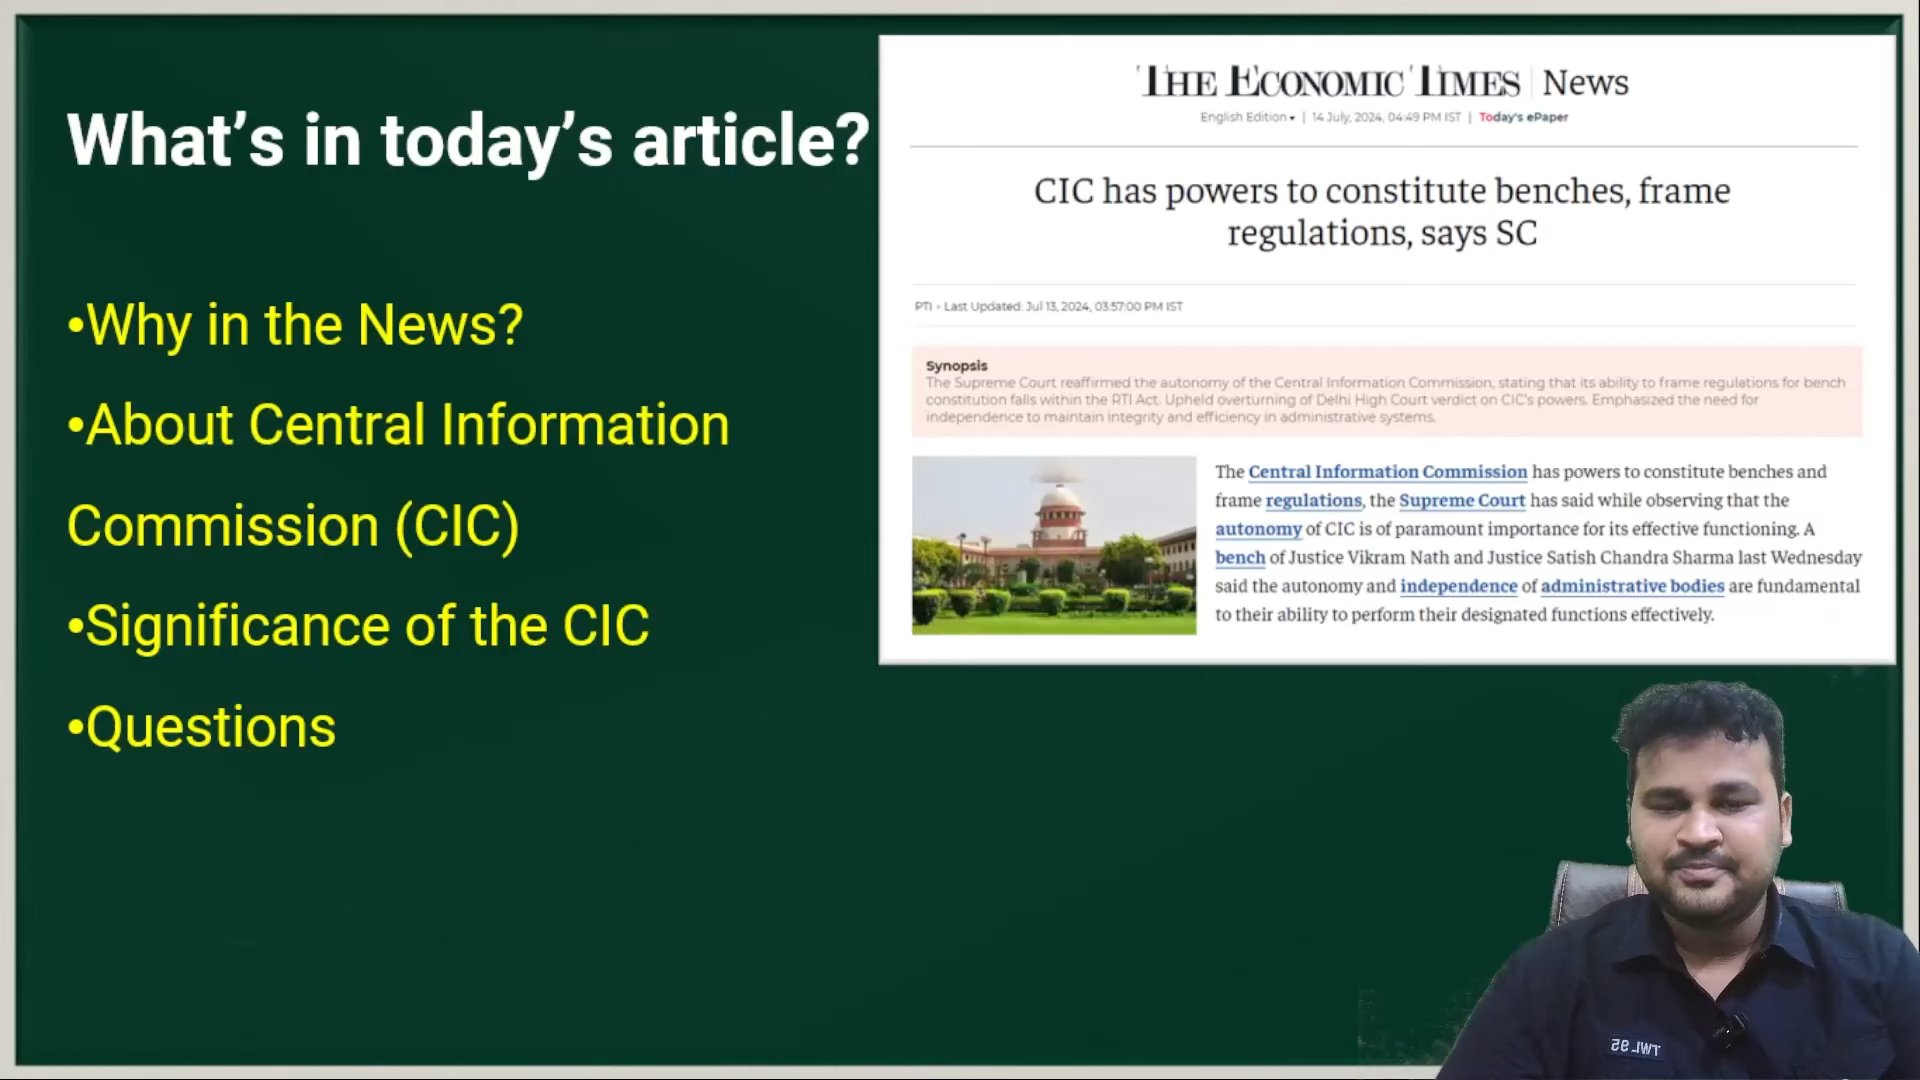 What's in today's article?
•Why in the News?
•About Central Information
Commission (CIC)
•Significance of the CIC
•Questions
THE ECONOMIC TIMES | News
English Edition ▾ | 14 July, 2024, 04:49 PM IST | Today's ePaper
CIC has powers to constitute benches, frame
regulations, says SC
PTI • Last Updated: Jul 13, 2024, 03:57:00 PM IST
Synopsis
The Supreme Court reaffirmed the autonomy of the Central Information Commission, stating that its ability to frame regulations for bench
constitution falls within the RTI Act. Upheld overturning of Delhi High Court verdict on CIC's powers. Emphasized the need for
independence to maintain integrity and efficiency in administrative systems.
The Central Information Commission has powers to constitute benches and
frame regulations, the Supreme Court has said while observing that the
autonomy of CIC is of paramount importance for its effective functioning. A
bench of Justice Vikram Nath and Justice Satish Chandra Sharma last Wednesday
said the autonomy and independence of administrative bodies are fundamental
to their ability to perform their designated functions effectively.
TWL 95